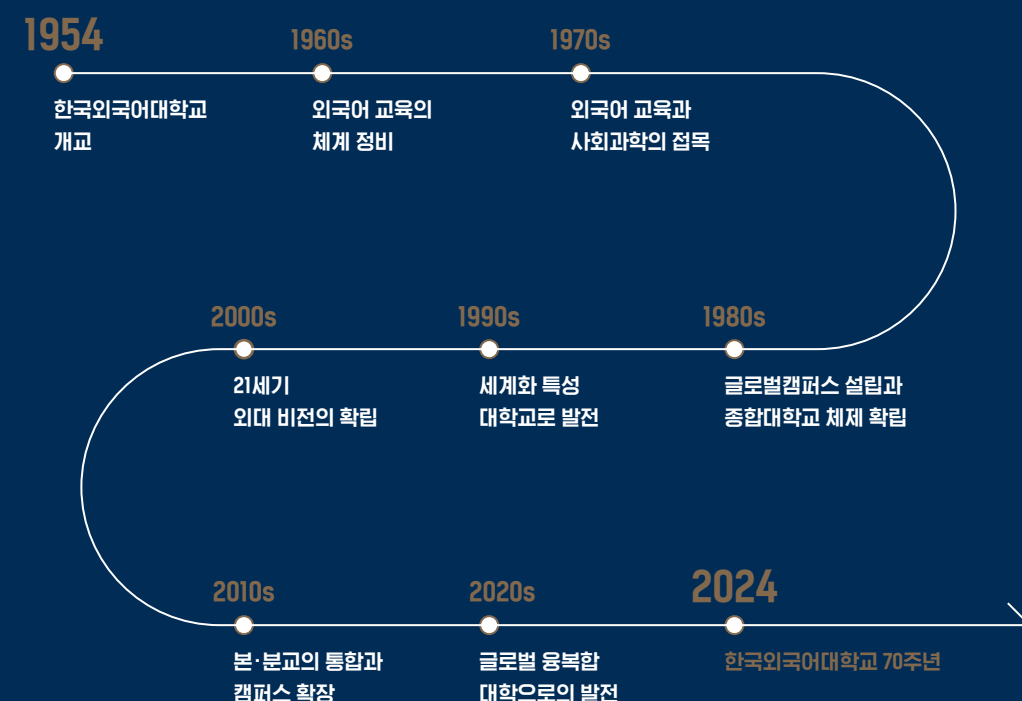 1954
한국외국어대학교
개교
1960s
외국어 교육의
체계 정비
1970s
외국어 교육과
사회과학의 접목
1980s
글로벌캠퍼스 설립과
종합대학교 체제 확립
1990s
세계화 특성
대학교로 발전
2000s
21세기
외대 비전의 확립
2010s
본·분교의 통합과
캠퍼스 확장
2020s
글로벌 융복합
대학으로의 발전
2024
한국외국어대학교 70주년